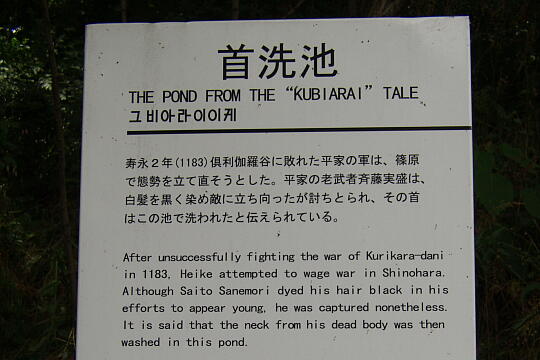 首洗池
THE POND FROM THE “KUBIARAI” TALE
그비아라이이게
寿永2年(1183)倶利伽羅谷に敗れた平家の軍は、篠原
で態勢を立て直そうとした。平家の老武者斉藤実盛は、
白髪を黒く染め敵に立ち向ったが討ちとられ、その首
はこの池で洗われたと伝えられている。
After unsuccessfully fighting the war of Kurikara-dani
in 1183, Heike attempted to wage war in Shinohara.
Although Saito Sanemori dyed his hair black in his
efforts to appear young, he was captured nonetheless.
It is said that the neck from his dead body was then
washed in this pond.